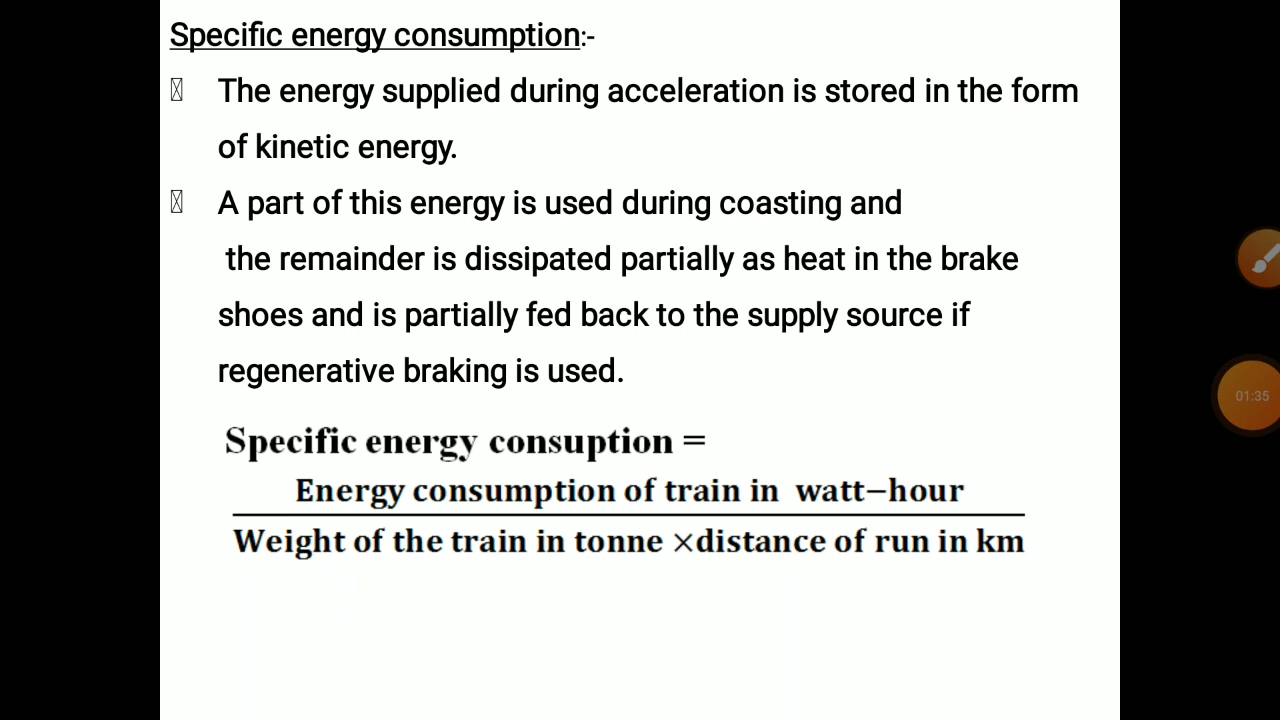 Specific energy consumption:-
The energy supplied during acceleration is stored in the form
of kinetic energy.
A part of this energy is used during coasting and
the remainder is dissipated partially as heat in the brake
shoes and is partially fed back to the supply source if
regenerative braking is used.
Specific energy consuption =
Energy consumption of train in watt−hour
Weight of the train in tonne ×distance of run in km
01:35